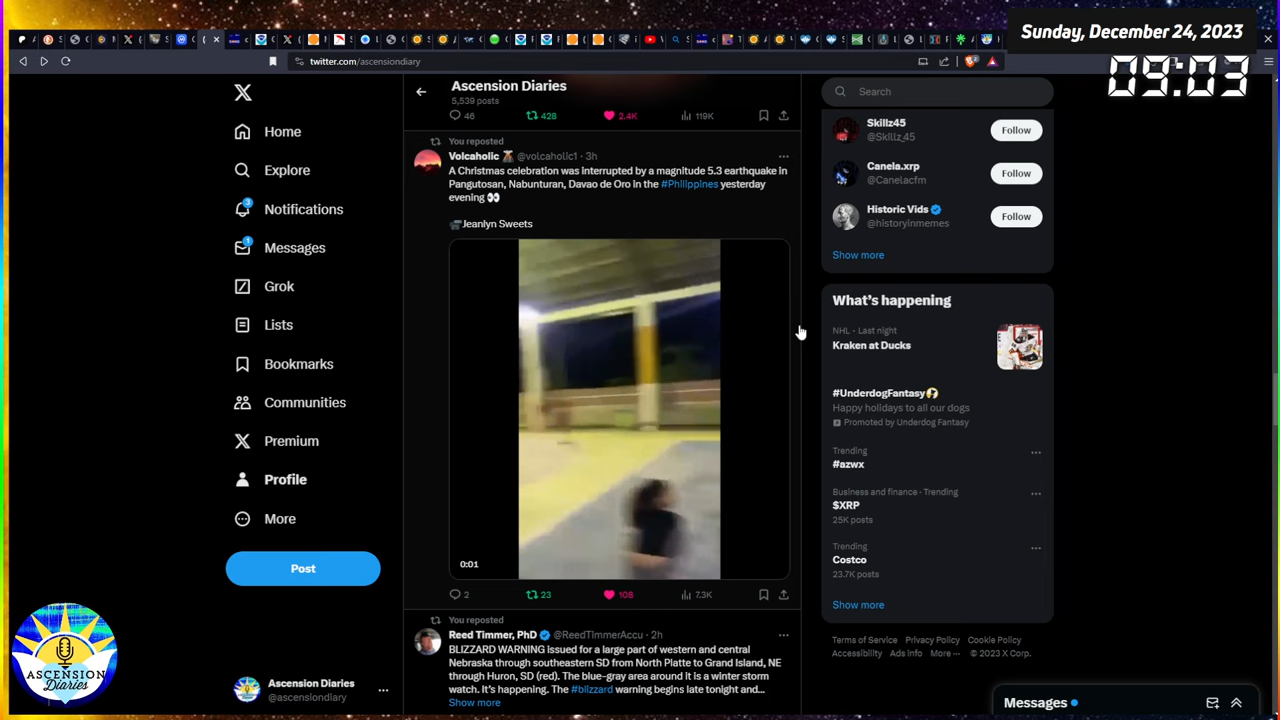 Sunday, December 24, 2023
09:03
twitter.com/ascensiondiary
Home
Explore
3
Notifications
1
Messages
Grok
Lists
Bookmarks
Communities
Premium
Profile
More
Post
Ascension Diaries
@ascensiondiary
ASCENSION
Diaries
Ascension Diaries
5,539 posts
46 428 2.4K 119K
You reposted
Volcaholic @volcaholic1 · 3h
A Christmas celebration was interrupted by a magnitude 5.3 earthquake in
Pangutosan, Nabunturan, Davao de Oro in the #Philippines yesterday
evening
Jeanlyn Sweets
0:01
2 23 108 7.3K
You reposted
Reed Timmer, PhD @ReedTimmerAccu · 2h
BLIZZARD WARNING issued for a large part of western and central
Nebraska through southeastern SD from North Platte to Grand Island, NE
through Huron, SD (red). The blue-gray area around it is a winter storm
watch. It's happening. The #blizzard warning begins late tonight and...
Show more
Search
Skillz45
@Skillz_45
Follow
Canela.xrp
@Canelacfm
Follow
Historic Vids
@historyinmemes
Follow
Show more
What's happening
NHL · Last night
Kraken at Ducks
#UnderdogFantasy
Happy holidays to all our dogs
Promoted by Underdog Fantasy
Trending
#azwx
Business and finance · Trending
$XRP
25K posts
Trending
Costco
23.7K posts
Show more
Terms of Service Privacy Policy Cookie Policy
Accessibility Ads info More ··· © 2023 X Corp.
Messages